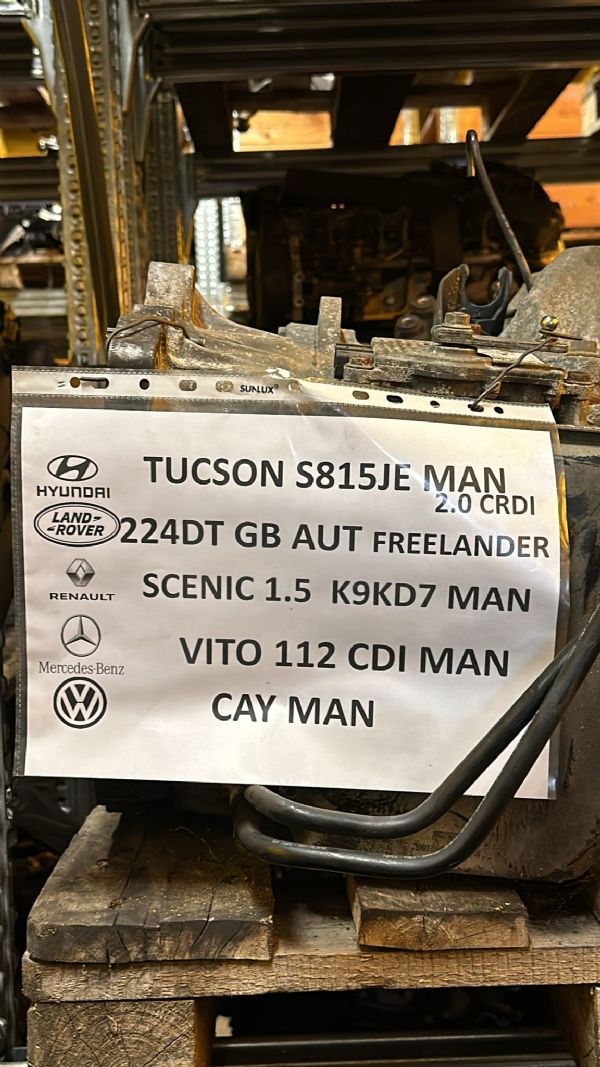 SUNLUX®
HYUNDAI TUCSON S815JE MAN
2.0 CRDI
LAND-ROVER 224DT GB AUT FREELANDER
RENAULT SCENIC 1.5 K9KD7 MAN
Mercedes-Benz VITO 112 CDI MAN
CAY MAN